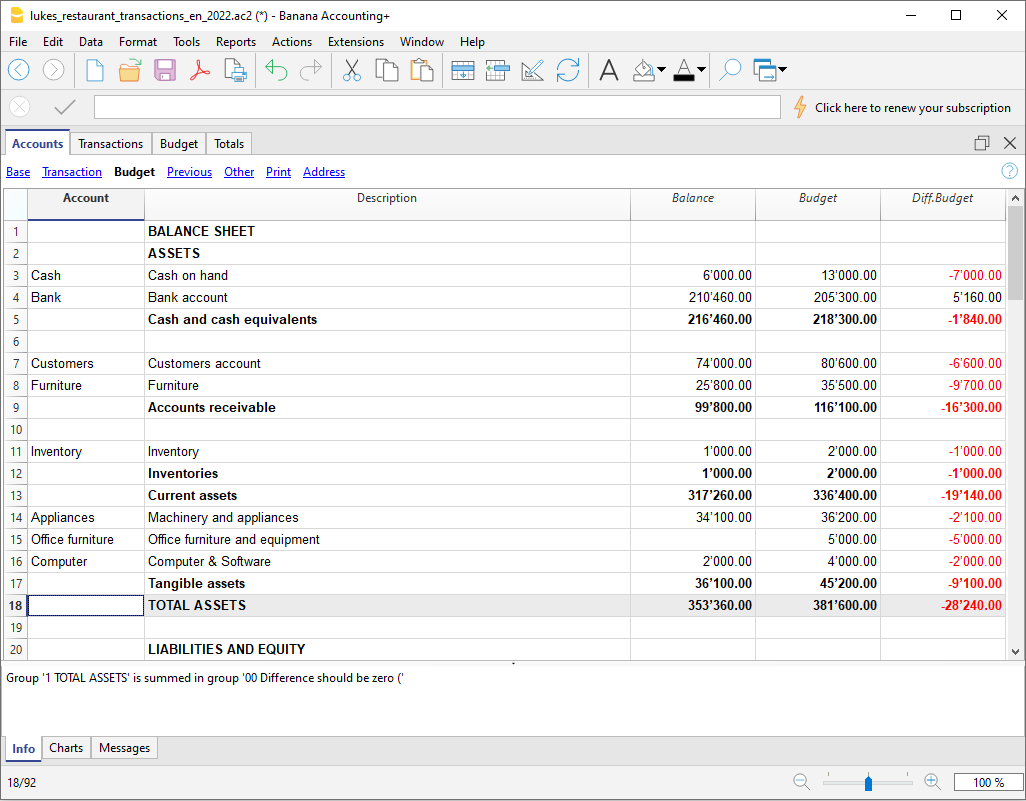 lukes_restaurant_transactions_en_2022.ac2 (*) - Banana Accounting+
File Edit Data Format Tools Reports Actions Extensions Window Help
Click here to renew your subscription
Accounts Transactions Budget Totals
Base Transaction Budget Previous Other Print Address
Account Description Balance Budget Diff.Budget
1 BALANCE SHEET
2 ASSETS
3 Cash Cash on hand 6’000.00 13’000.00 -7’000.00
4 Bank Bank account 210’460.00 205’300.00 5’160.00
5 Cash and cash equivalents 216’460.00 218’300.00 -1’840.00
6
7 Customers Customers account 74’000.00 80’600.00 -6’600.00
8 Furniture Furniture 25’800.00 35’500.00 -9’700.00
9 Accounts receivable 99’800.00 116’100.00 -16’300.00
10
11 Inventory Inventory 1’000.00 2’000.00 -1’000.00
12 Inventories 1’000.00 2’000.00 -1’000.00
13 Current assets 317’260.00 336’400.00 -19’140.00
14 Appliances Machinery and appliances 34’100.00 36’200.00 -2’100.00
15 Office furniture Office furniture and equipment 5’000.00 -5’000.00
16 Computer Computer & Software 2’000.00 4’000.00 -2’000.00
17 Tangible assets 36’100.00 45’200.00 -9’100.00
18 TOTAL ASSETS 353’360.00 381’600.00 -28’240.00
19
20 LIABILITIES AND EQUITY
Group '1 TOTAL ASSETS' is summed in group '00 Difference should be zero ('
Info Charts Messages
18/92 100 %